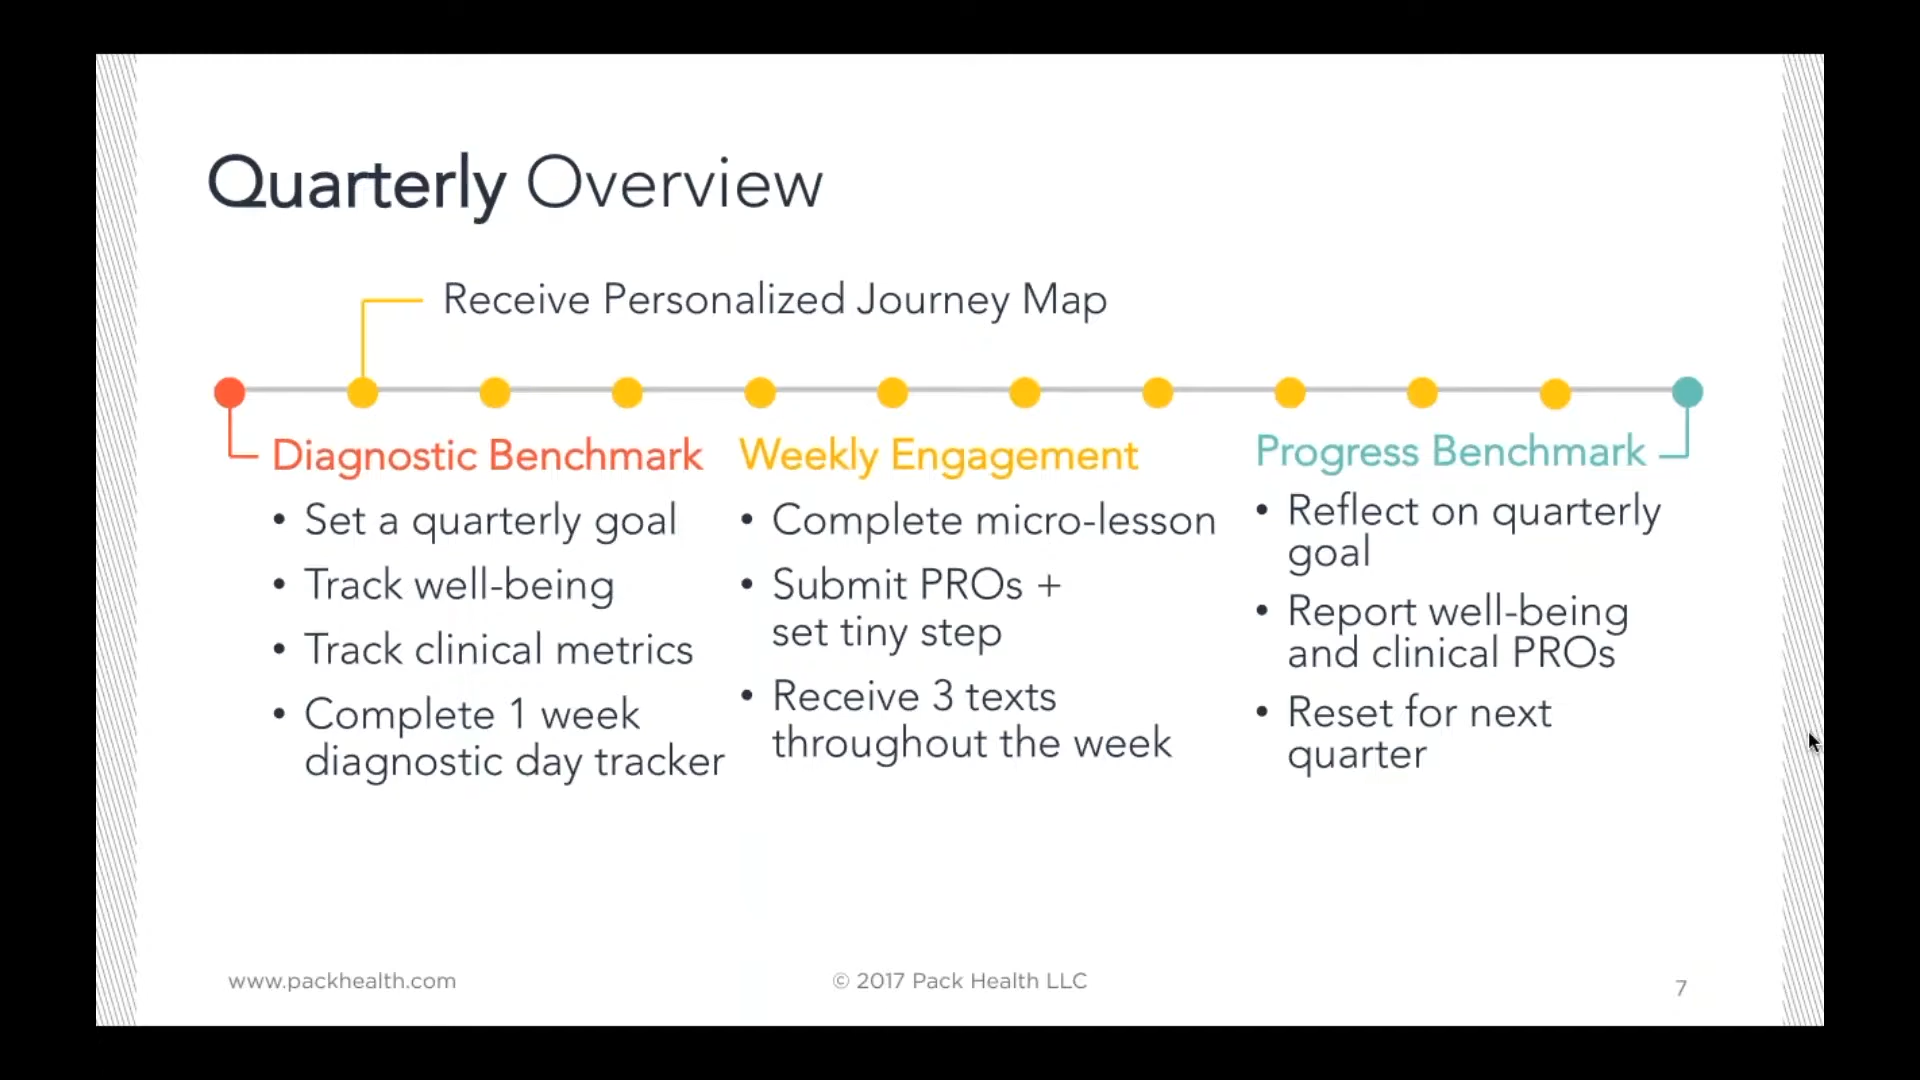 Quarterly Overview
Receive Personalized Journey Map
Diagnostic Benchmark
• Set a quarterly goal
• Track well-being
• Track clinical metrics
• Complete 1 week
diagnostic day tracker
Weekly Engagement
• Complete micro-lesson
• Submit PROs +
set tiny step
• Receive 3 texts
throughout the week
Progress Benchmark
• Reflect on quarterly
goal
• Report well-being
and clinical PROs
• Reset for next
quarter
www.packhealth.com
© 2017 Pack Health LLC
7